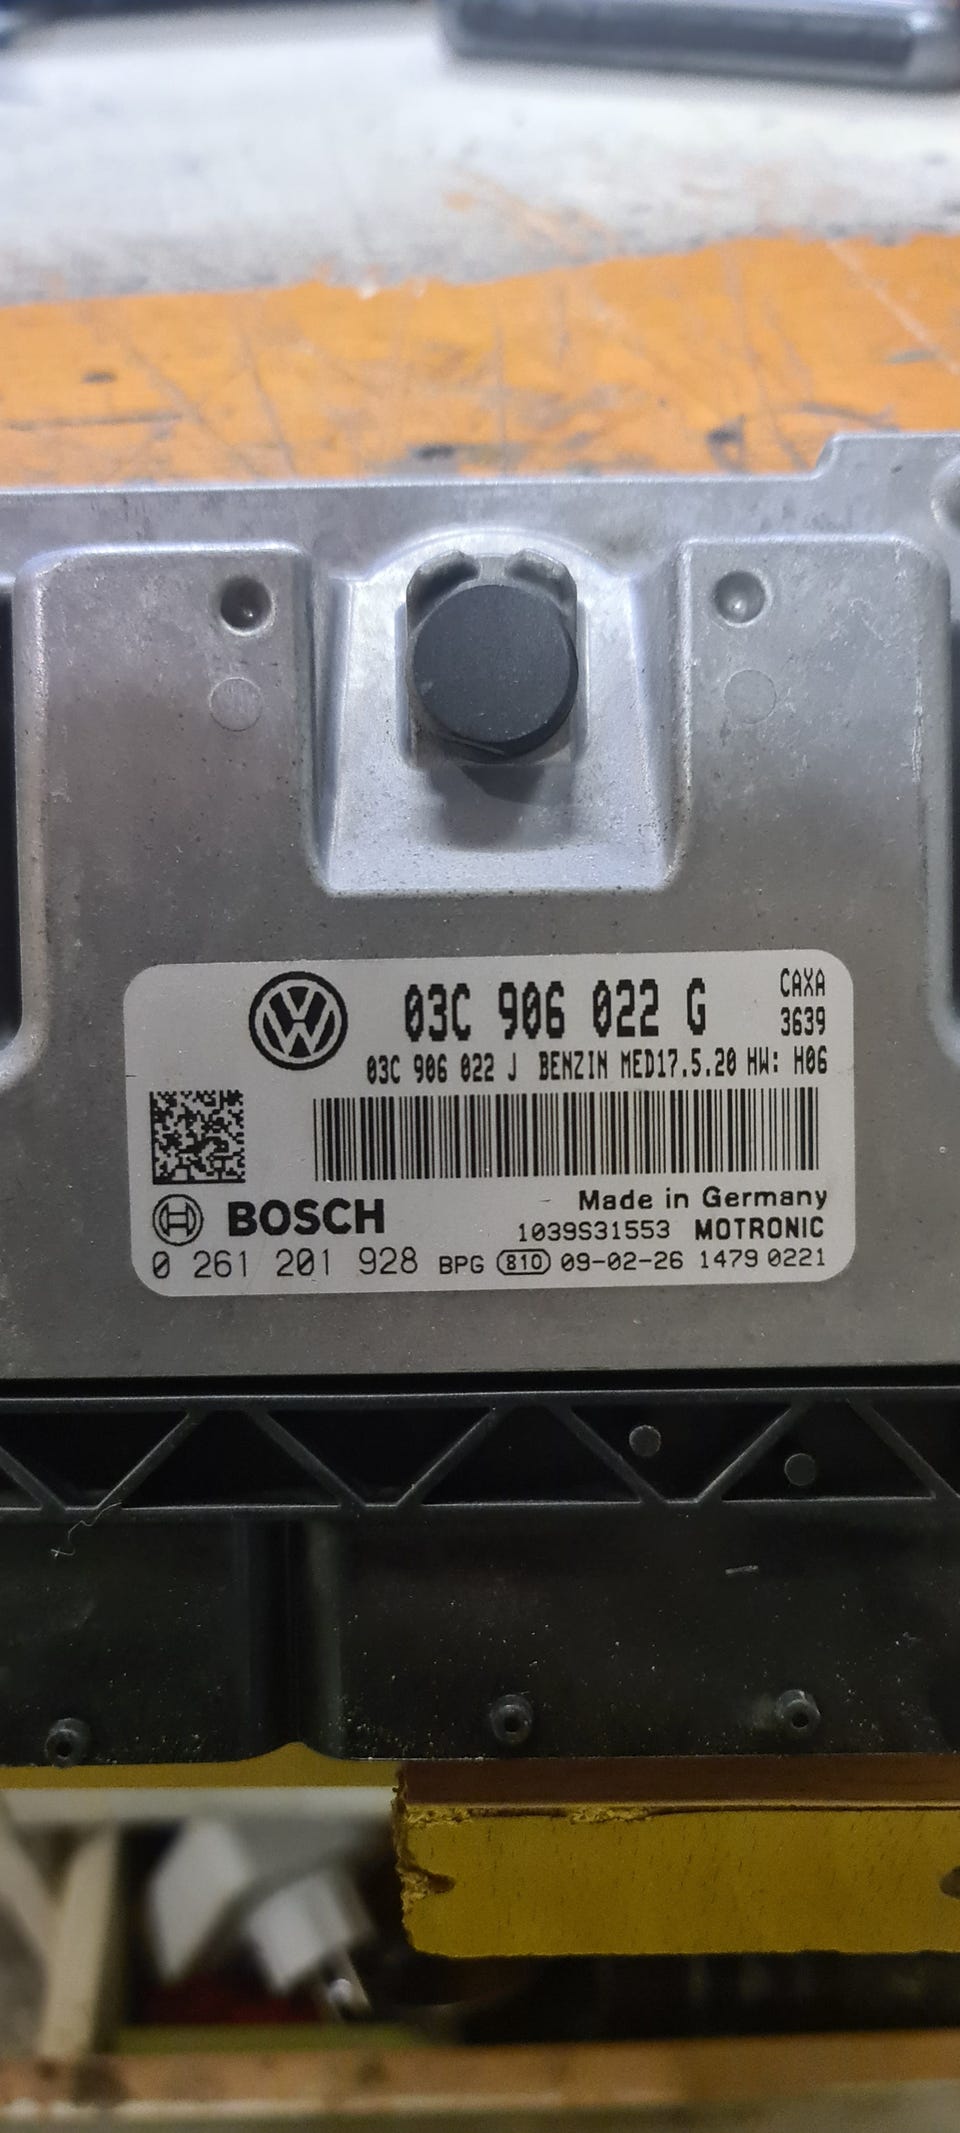 03C 906 022 G
CAXA
3639
03C 906 022 J BENZIN MED17.5.20 HW: H06
BOSCH
Made in Germany
1039S31553 MOTRONIC
0 261 201 928 BPG 810 09-02-26 1479 0221